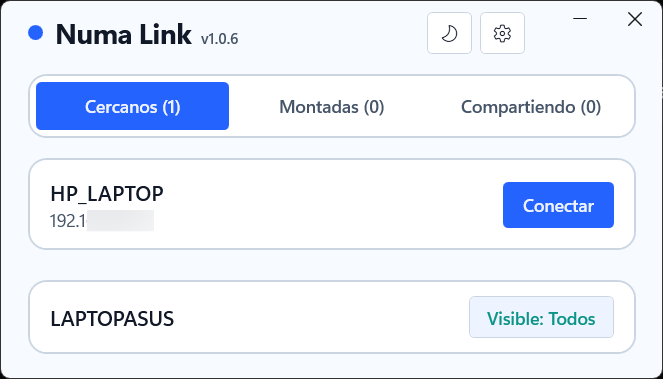 Numa Link v1.0.6
Cercanos (1) Montadas (0) Compartiendo (0)
HP_LAPTOP
192.1
Conectar
LAPTOPASUS
Visible: Todos